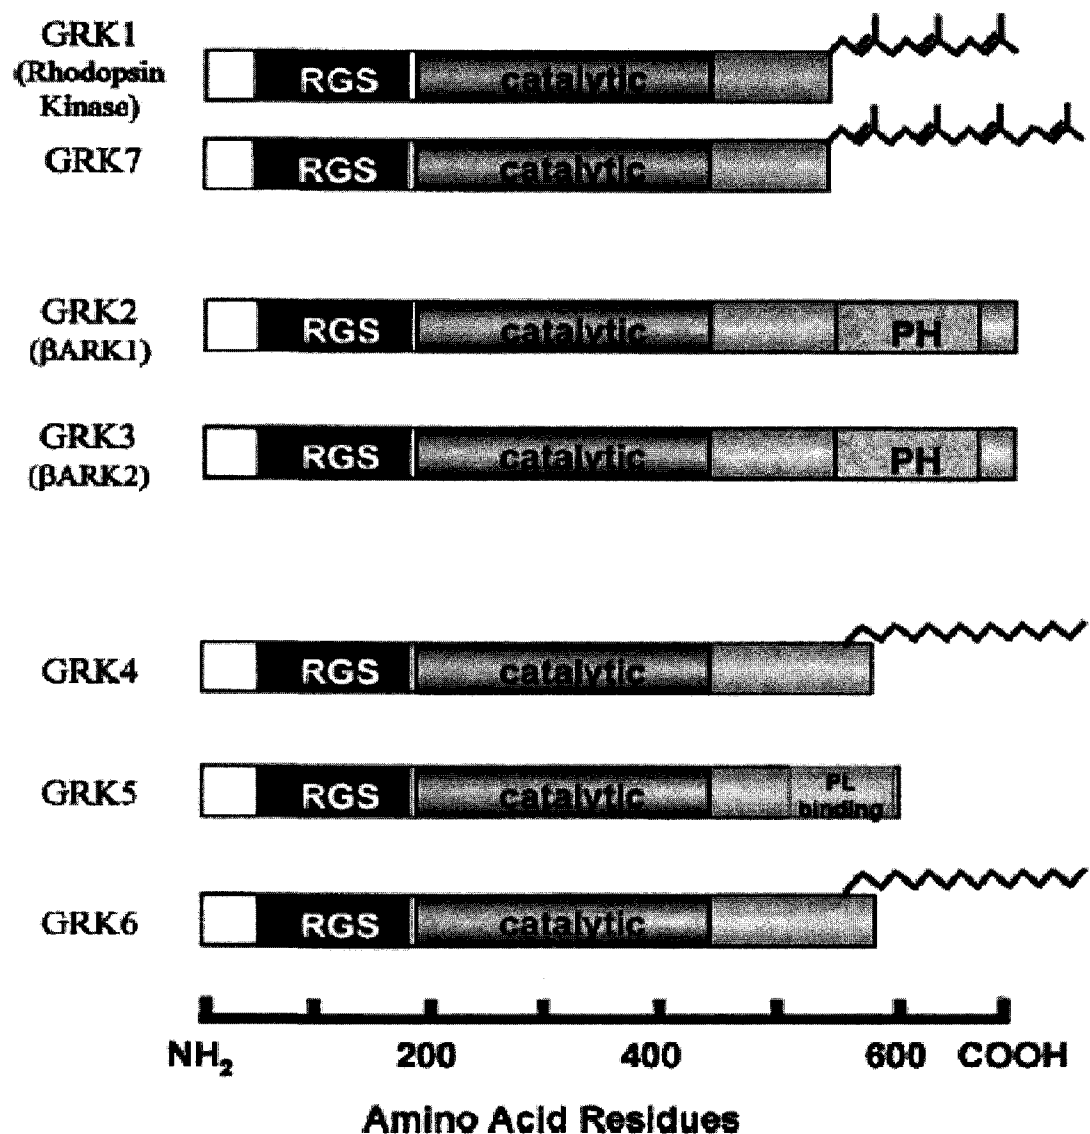 GRK1
(Rhodopsin
Kinase)
RGS
catalytic
GRK7
RGS
catalytic
GRK2
(βARK1)
RGS
catalytic
PH
GRK3
(βARK2)
RGS
catalytic
PH
GRK4
RGS
catalytic
GRK5
RGS
catalytic
PL
binding
GRK6
RGS
catalytic
NH₂ 200 400 600 COOH
Amino Acid Residues